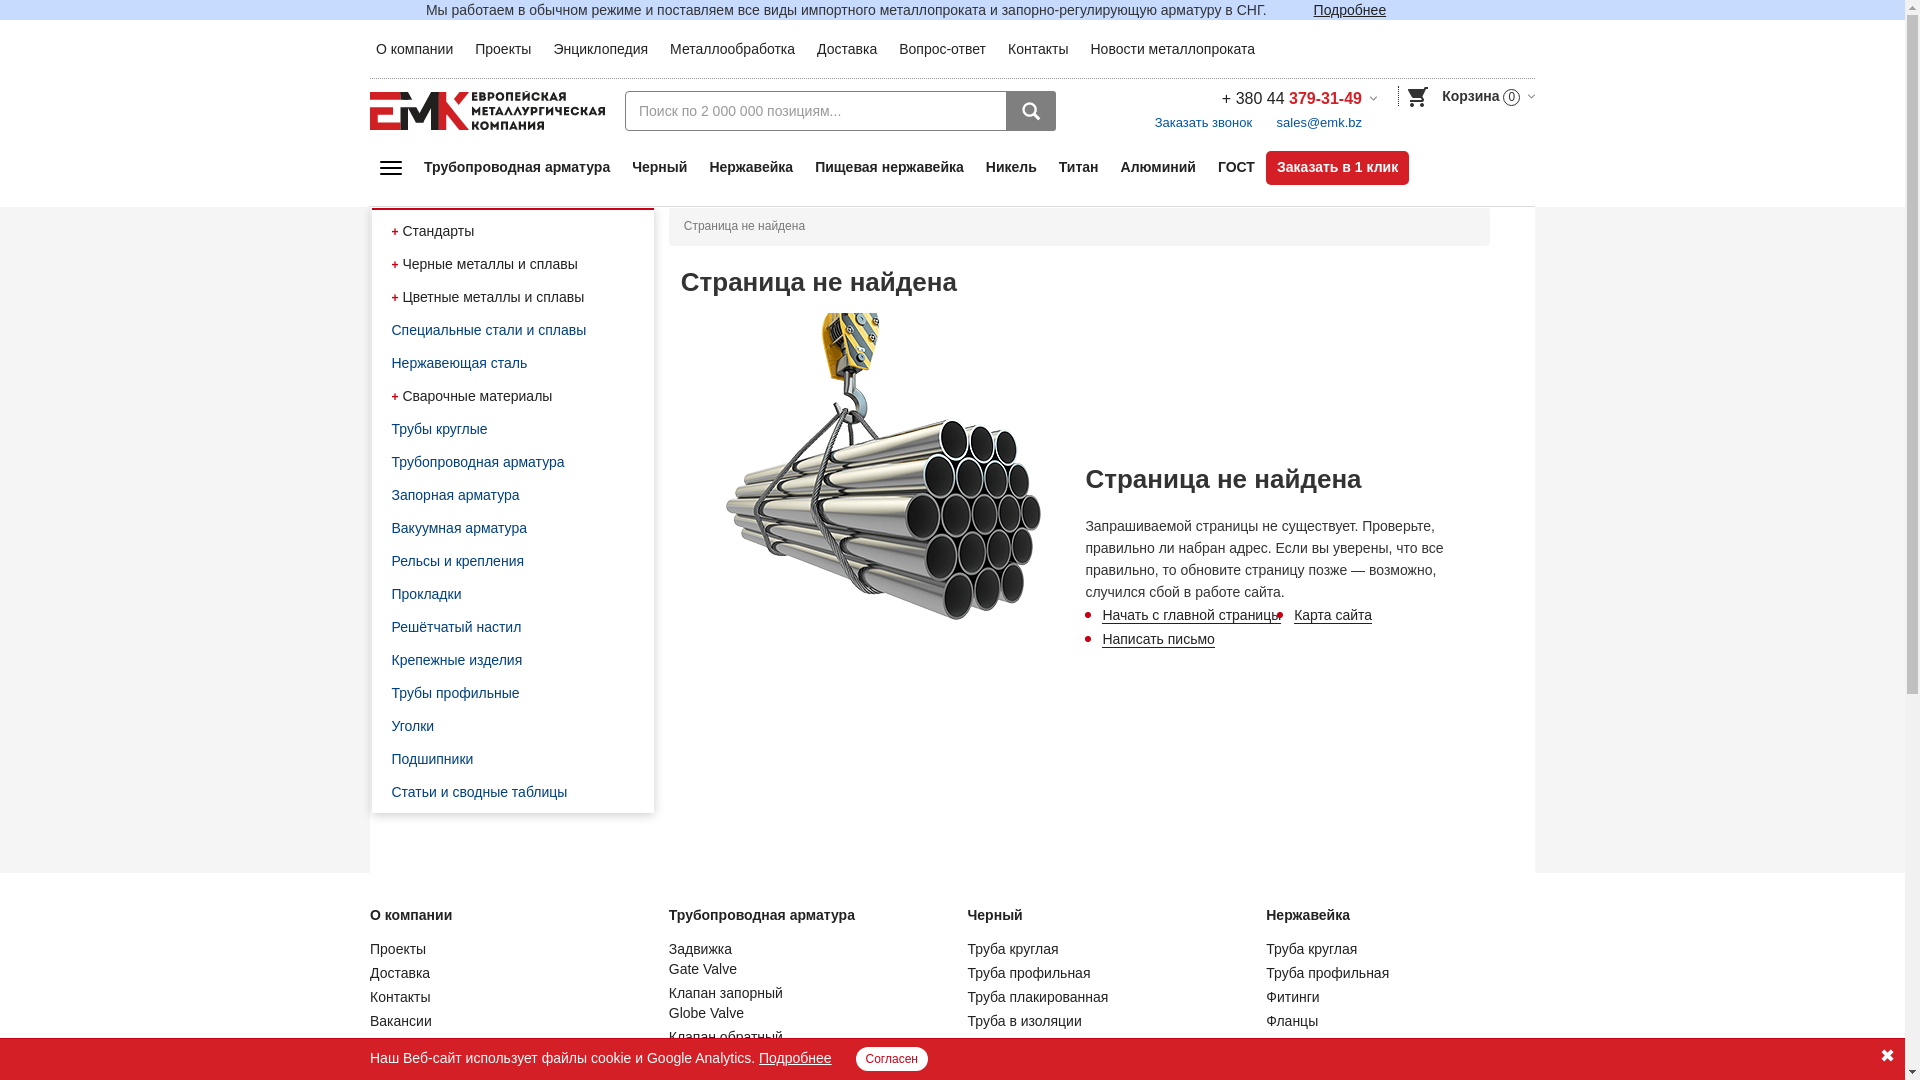 Мы работаем в обычном режиме и поставляем все виды импортного металлопроката и запорно-регулирующую арматуру в СНГ. Подробнее
О компании Проекты Энциклопедия Металлообработка Доставка Вопрос-ответ Контакты Новости металлопроката
ЕМК ЕВРОПЕЙСКАЯ
МЕТАЛЛУРГИЧЕСКАЯ
КОМПАНИЯ
Поиск по 2 000 000 позициям...
+ 380 44 379-31-49
Заказать звонок sales@emk.bz
Корзина 0
Трубопроводная арматура Черный Нержавейка Пищевая нержавейка Никель Титан Алюминий ГОСТ Заказать в 1 клик
+ Стандарты
+ Черные металлы и сплавы
+ Цветные металлы и сплавы
Специальные стали и сплавы
Нержавеющая сталь
+ Сварочные материалы
Трубы круглые
Трубопроводная арматура
Запорная арматура
Вакуумная арматура
Рельсы и крепления
Прокладки
Решётчатый настил
Крепежные изделия
Трубы профильные
Уголки
Подшипники
Статьи и сводные таблицы
Страница не найдена
Страница не найдена
Страница не найдена
Запрашиваемой страницы не существует. Проверьте,
правильно ли набран адрес. Если вы уверены, что все
правильно, то обновите страницу позже — возможно,
случился сбой в работе сайта.
Начать с главной страницы Карта сайта
Написать письмо
О компании
Проекты
Доставка
Контакты
Вакансии
Трубопроводная арматура
Задвижка
Gate Valve
Клапан запорный
Globe Valve
Клапан обратный
Черный
Труба круглая
Труба профильная
Труба плакированная
Труба в изоляции
Нержавейка
Труба круглая
Труба профильная
Фитинги
Фланцы
Наш Веб-сайт использует файлы cookie и Google Analytics. Подробнее Согласен ✖